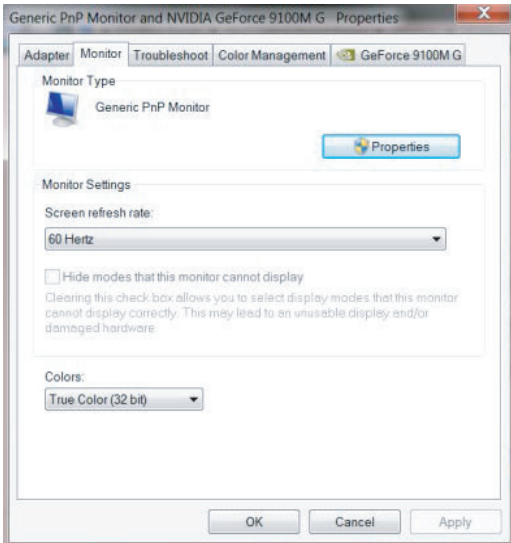 Generic PnP Monitor and NVIDIA GeForce 9100M G Properties
X
Adapter Monitor Troubleshoot Color Management GeForce 9100M G
Monitor Type
Generic PnP Monitor
Properties
Monitor Settings
Screen refresh rate:
60 Hertz
Hide modes that this monitor cannot display
Clearing this check box allows you to select display modes that this monitor
cannot display correctly. This may lead to an unusable display and/or
damaged hardware.
Colors:
True Color (32 bit)
OK Cancel Apply